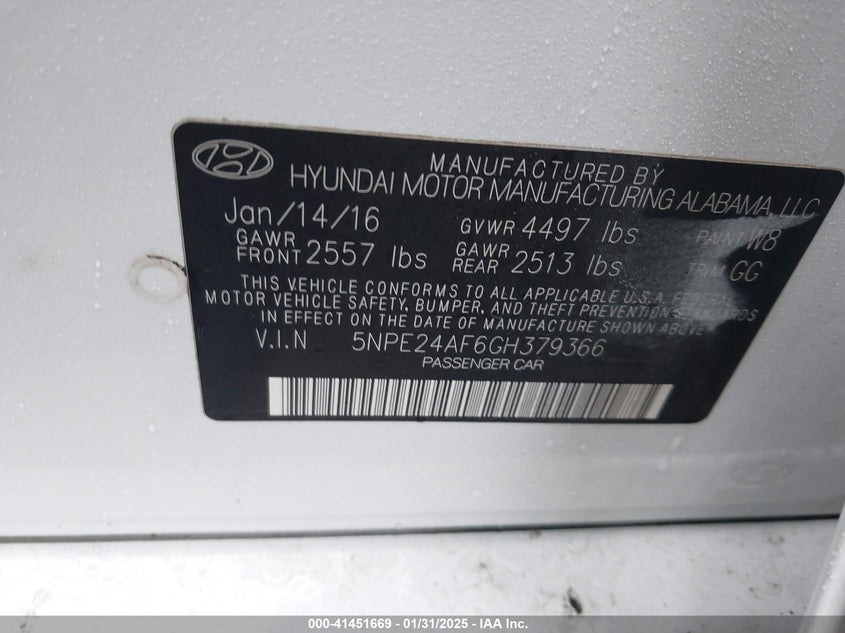 MANUFACTURED BY
HYUNDAI MOTOR MANUFACTURING ALABAMA, LLC
Jan/14/16 GVWR 4497 lbs PAINT W8
GAWR FRONT 2557 lbs GAWR REAR 2513 lbs TRIM GG
THIS VEHICLE CONFORMS TO ALL APPLICABLE U.S.A. FEDERAL
MOTOR VEHICLE SAFETY, BUMPER, AND THEFT PREVENTION STANDARDS
IN EFFECT ON THE DATE OF MANUFACTURE SHOWN ABOVE.
V.I.N 5NPE24AF6GH379366
PASSENGER CAR
000-41451669 - 01/31/2025 - IAA Inc.